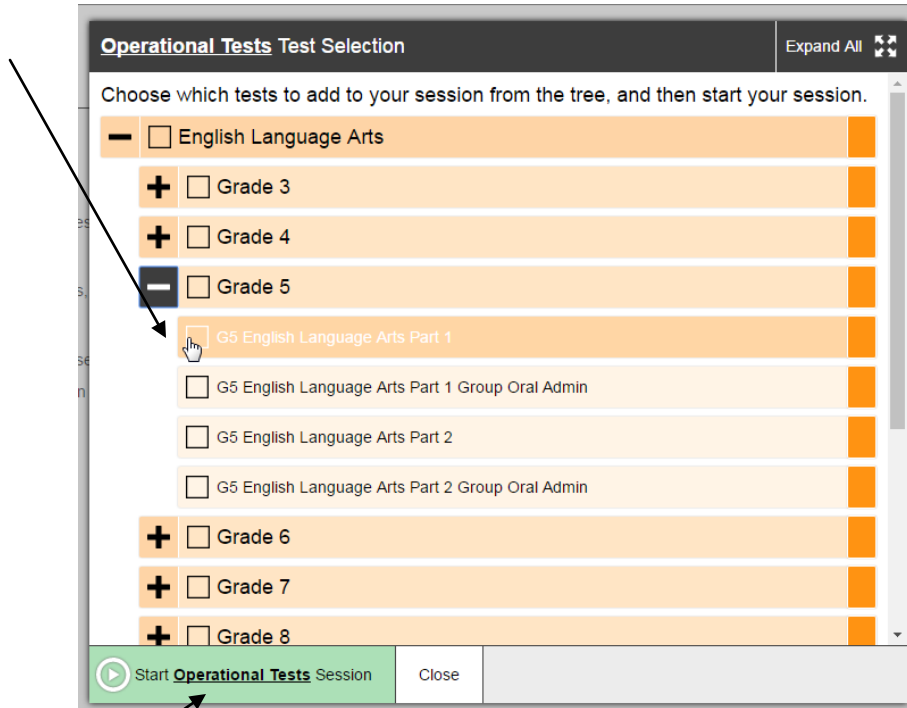 Operational Tests Test Selection
Expand All
Choose which tests to add to your session from the tree, and then start your session.
English Language Arts
Grade 3
Grade 4
Grade 5
G5 English Language Arts Part 1
G5 English Language Arts Part 1 Group Oral Admin
G5 English Language Arts Part 2
G5 English Language Arts Part 2 Group Oral Admin
Grade 6
Grade 7
Grade 8
Start Operational Tests Session
Close